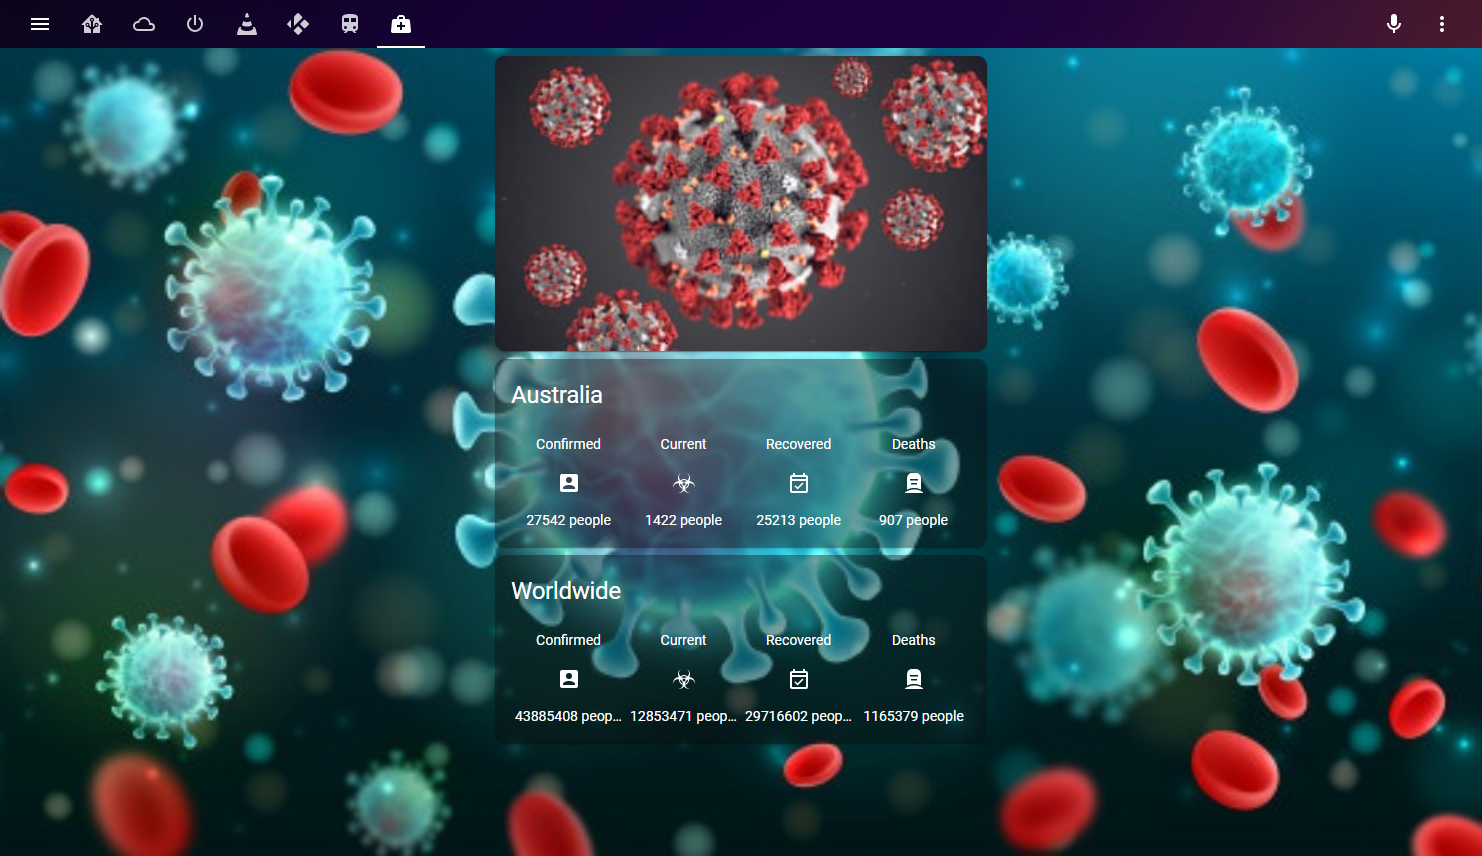 Australia
Confirmed Current Recovered Deaths
27542 people 1422 people 25213 people 907 people
Worldwide
Confirmed Current Recovered Deaths
43885408 peop... 12853471 peop... 29716602 peop... 1165379 people